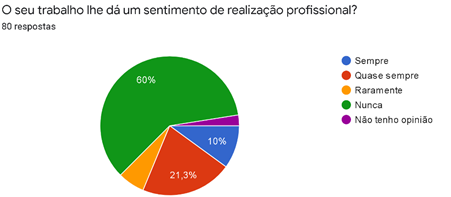 O seu trabalho lhe dá um sentimento de realização profissional?
80 respostas
60%
10%
21,3%
Sempre
Quase sempre
Raramente
Nunca
Não tenho opinião